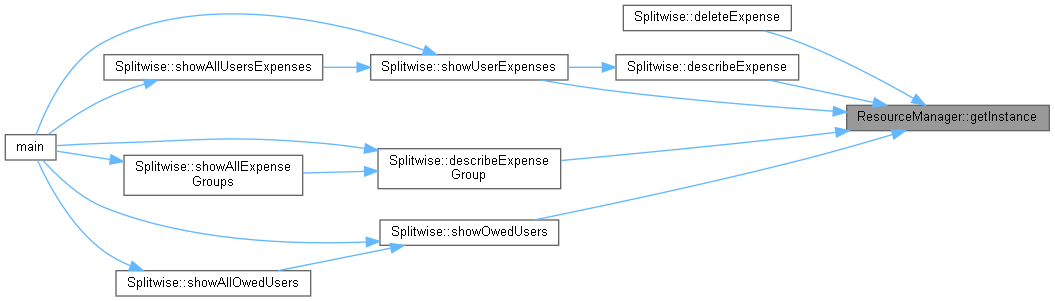 Splitwise::deleteExpense
Splitwise::showAllUsersExpenses
Splitwise::showUserExpenses
Splitwise::describeExpense
ResourceManager::getInstance
main
Splitwise::showAllExpense
Groups
Splitwise::describeExpense
Group
Splitwise::showOwedUsers
Splitwise::showAllOwedUsers